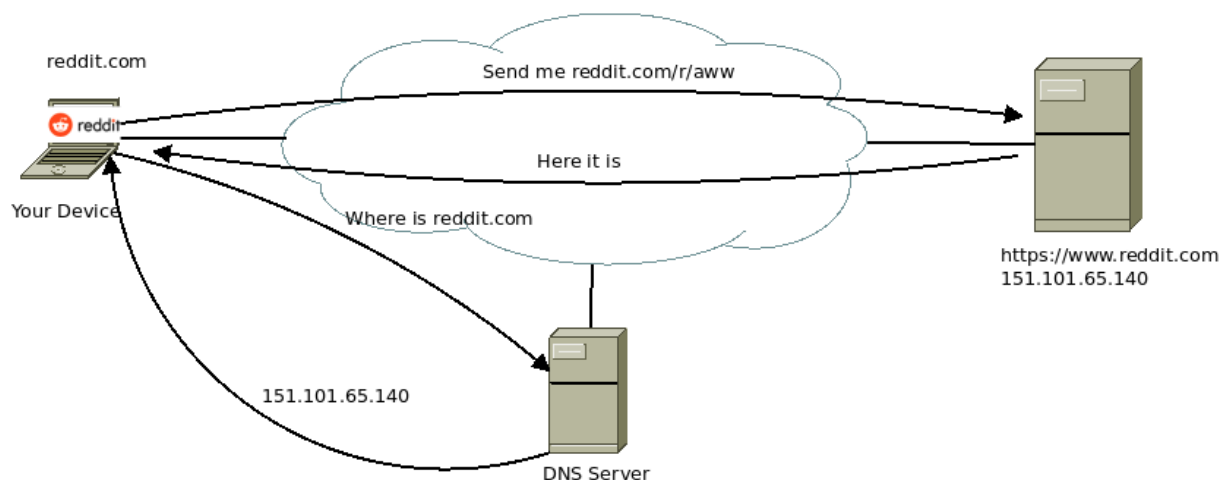 reddit.com
Send me reddit.com/r/aww
reddit
Here it is
Your Device
Where is reddit.com
https://www.reddit.com
151.101.65.140
151.101.65.140
DNS Server